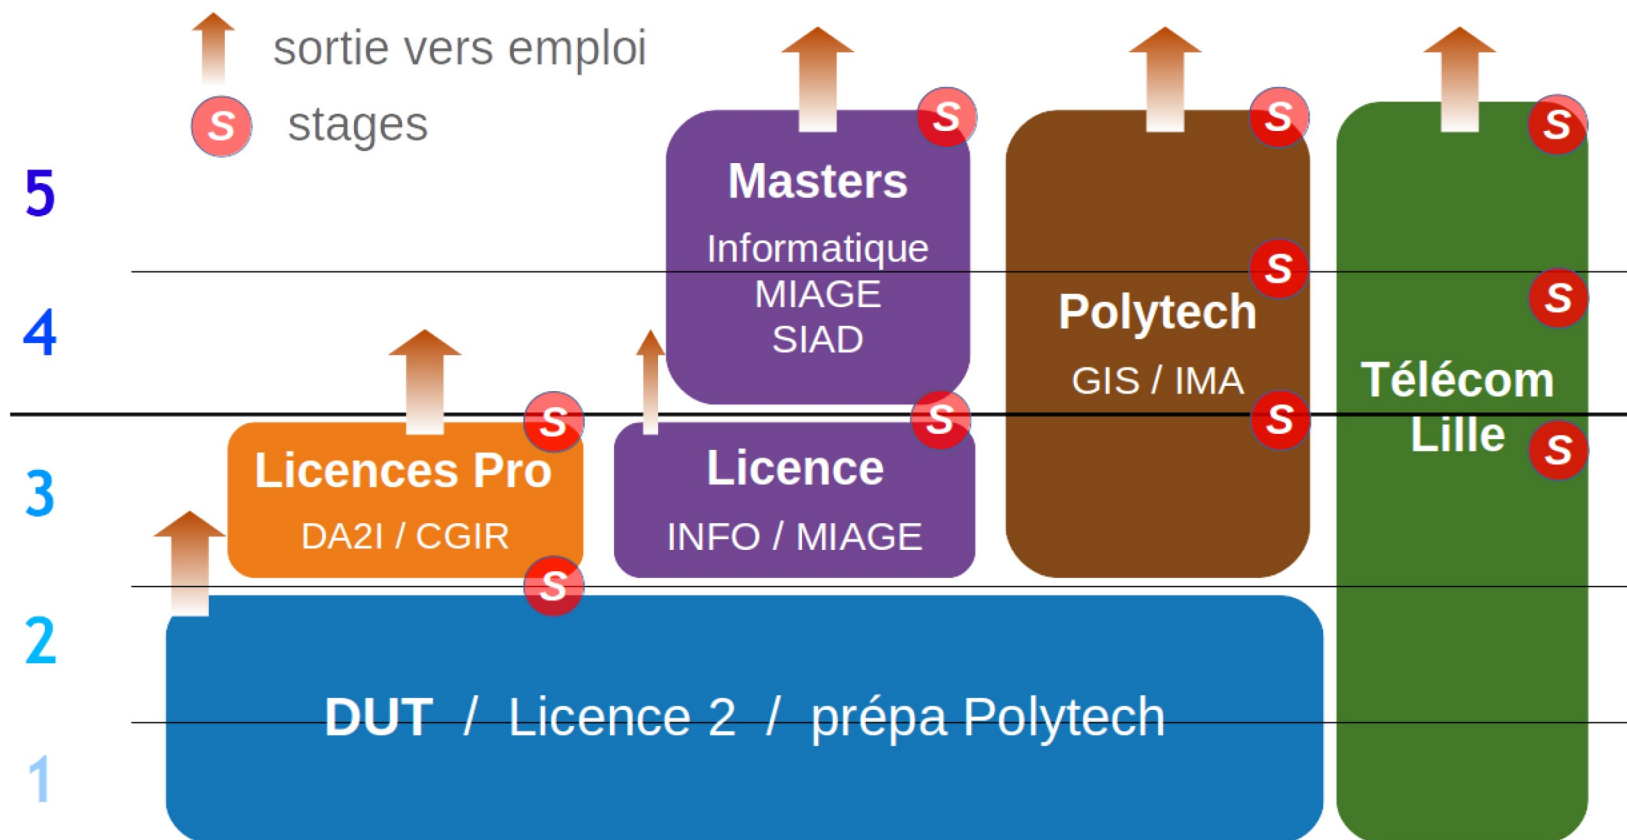 sortie vers emploi
S stages
5
4
3
2
1
S
Masters
Informatique
MIAGE
SIAD
S
S
Polytech
GIS / IMA
S
S
S
Télécom
Lille
S
S
Licences Pro
DA2I / CGIR
S
S
Licence
INFO / MIAGE
DUT / Licence 2 / prépa Polytech